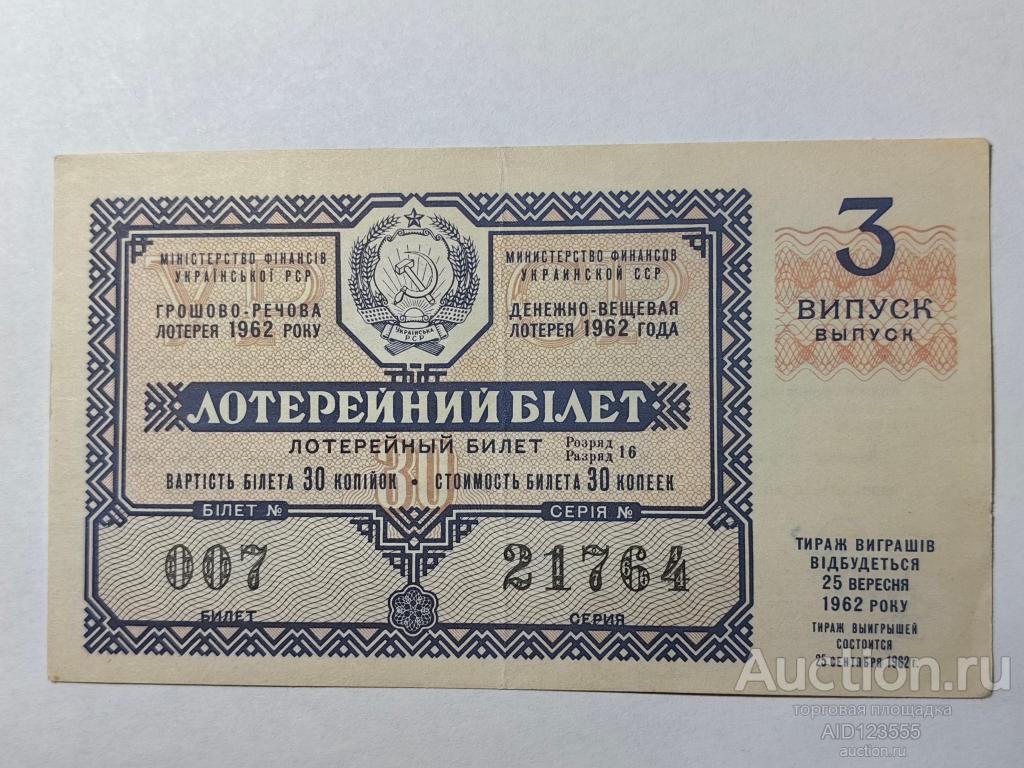 МІНІСТЕРСТВО ФІНАНСІВ
УКРАЇНСЬКОЇ РСР
ГРОШОВО-РЕЧОВА
ЛОТЕРЕЯ 1962 РОКУ
УКРАЇНСЬКА
РСР
МИНИСТЕРСТВО ФИНАНСОВ
УКРАИНСКОЙ ССР
ДЕНЕЖНО-ВЕЩЕВАЯ
ЛОТЕРЕЯ 1962 ГОДА
ЛОТЕРЕЙНИЙ БІЛЕТ
ЛОТЕРЕЙНЫЙ БИЛЕТ
Розряд
Разряд 16
30
ВАРТІСТЬ БІЛЕТА 30 КОПІЙОК • СТОИМОСТЬ БИЛЕТА 30 КОПЕЕК
БІЛЕТ № СЕРІЯ №
007 21764
БИЛЕТ СЕРИЯ
3
ВИПУСК
ВЫПУСК
ТИРАЖ ВИГРАШІВ
ВІДБУДЕТЬСЯ
25 ВЕРЕСНЯ
1962 РОКУ
ТИРАЖ ВЫИГРЫШЕЙ
СОСТОИТСЯ
25 СЕНТЯБРЯ 1962 г.
Auction.ru
торговая площадка
AID123555
auction.ru